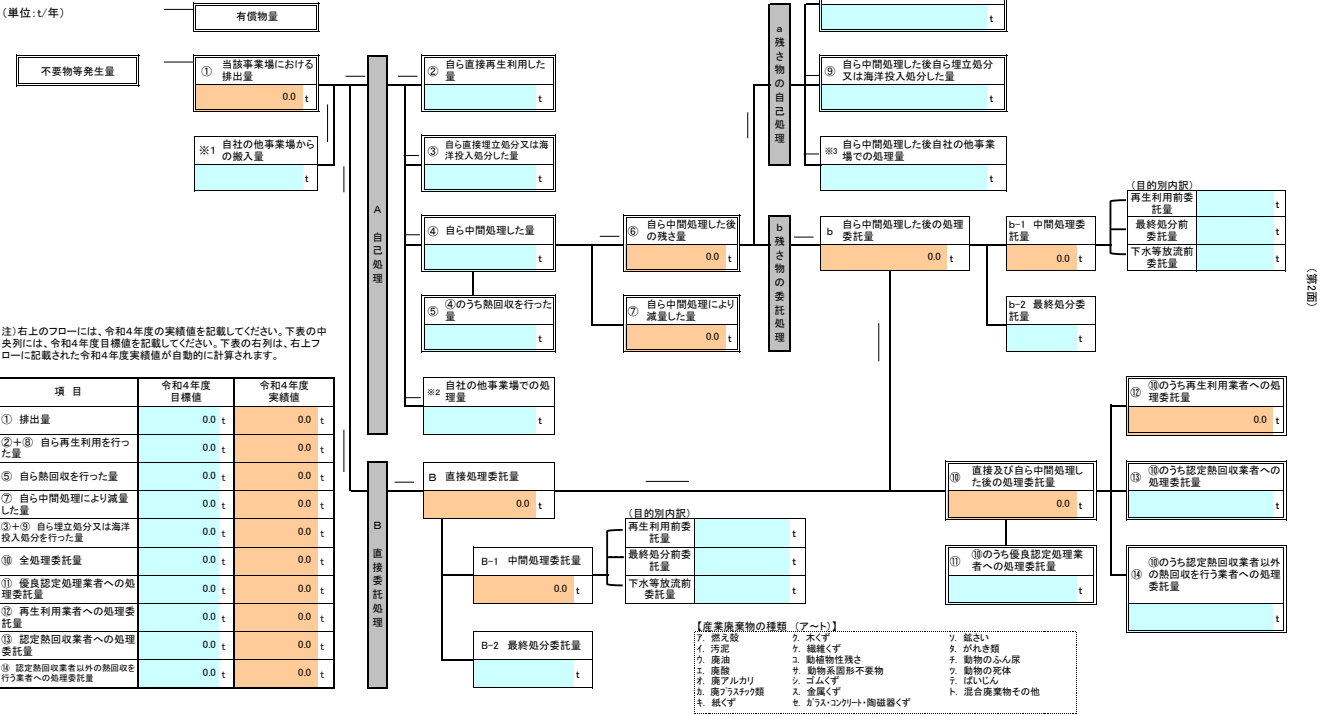 (単位:t/年)
有償物量
t
不要物等発生量
① 当該事業場における
排出量
0.0 t
※1 自社の他事業場から
の搬入量
t
A
自
己
処
理
② 自ら直接再生利用した
量
t
③ 自ら直接埋立処分又は海
洋投入処分した量
t
④ 自ら中間処理した量
t
⑤ ④のうち熱回収を行った
量
t
※2 自社の他事業場での処
理量
t
⑥ 自ら中間処理した後
の残さ量
0.0 t
⑦ 自ら中間処理により
減量した量
0.0 t
a
残
さ
物
の
自
己
処
理
⑨ 自ら中間処理した後自ら埋立処分
又は海洋投入処分した量
t
※3 自ら中間処理した後自社の他事業
場での処理量
t
b
残
さ
物
の
委
託
処
理
b 自ら中間処理した後の処理
委託量
0.0 t
b-1 中間処理委
託量
0.0 t
b-2 最終処分委
託量
t
(目的別内訳)
再生利用前委
託量
t
最終処分前
委託量
t
下水等放流前
委託量
t
(第2面)
注)右上のフローには、令和4年度の実績値を記載してください。下表の中
央列には、令和4年度目標値を記載してください。下表の右列は、右上フ
ローに記載された令和4年度実績値が自動的に計算されます。
項 目 令和4年度
目標値 令和4年度
実績値
① 排出量 0.0 t 0.0 t
②+⑧ 自ら再生利用を行っ
た量 0.0 t 0.0 t
⑤ 自ら熱回収を行った量 0.0 t 0.0 t
⑦ 自ら中間処理により減量
した量 0.0 t 0.0 t
③+⑨ 自ら埋立処分又は海洋
投入処分を行った量 0.0 t 0.0 t
⑩ 全処理委託量 0.0 t 0.0 t
⑪ 優良認定処理業者への処
理委託量 0.0 t 0.0 t
⑫ 再生利用業者への処理委
託量 0.0 t 0.0 t
⑬ 認定熱回収業者への処理
委託量 0.0 t 0.0 t
⑭ 認定熱回収業者以外の熱回収を
行う業者への処理委託量 0.0 t 0.0 t
B
直
接
委
託
処
理
B 直接処理委託量
0.0 t
B-1 中間処理委託量
0.0 t
B-2 最終処分委託量
t
(目的別内訳)
再生利用前委
託量
t
最終処分前委
託量
t
下水等放流前
委託量
t
⑩ 直接及び自ら中間処理し
た後の処理委託量
0.0 t
⑪ ⑩のうち優良認定処理業
者への処理委託量
t
⑫ ⑩のうち再生利用業者への処
理委託量
0.0 t
⑬ ⑩のうち認定熱回収業者への
処理委託量
t
⑭ ⑩のうち認定熱回収業者以外
の熱回収を行う業者への処理
委託量
t
【産業廃棄物の種類 (ア~ト)】
ア. 燃え殻 ク. 木くず ソ. 鉱さい
イ. 汚泥 ケ. 繊維くず タ. がれき類
ウ. 廃油 コ. 動植物性残さ チ. 動物のふん尿
エ. 廃酸 サ. 動物系固形不要物 ツ. 動物の死体
オ. 廃アルカリ シ. ゴムくず テ. ばいじん
カ. 廃プラスチック類 ス. 金属くず ト. 混合廃棄物その他
キ. 紙くず セ. ガラス・コンクリート・陶磁器くず